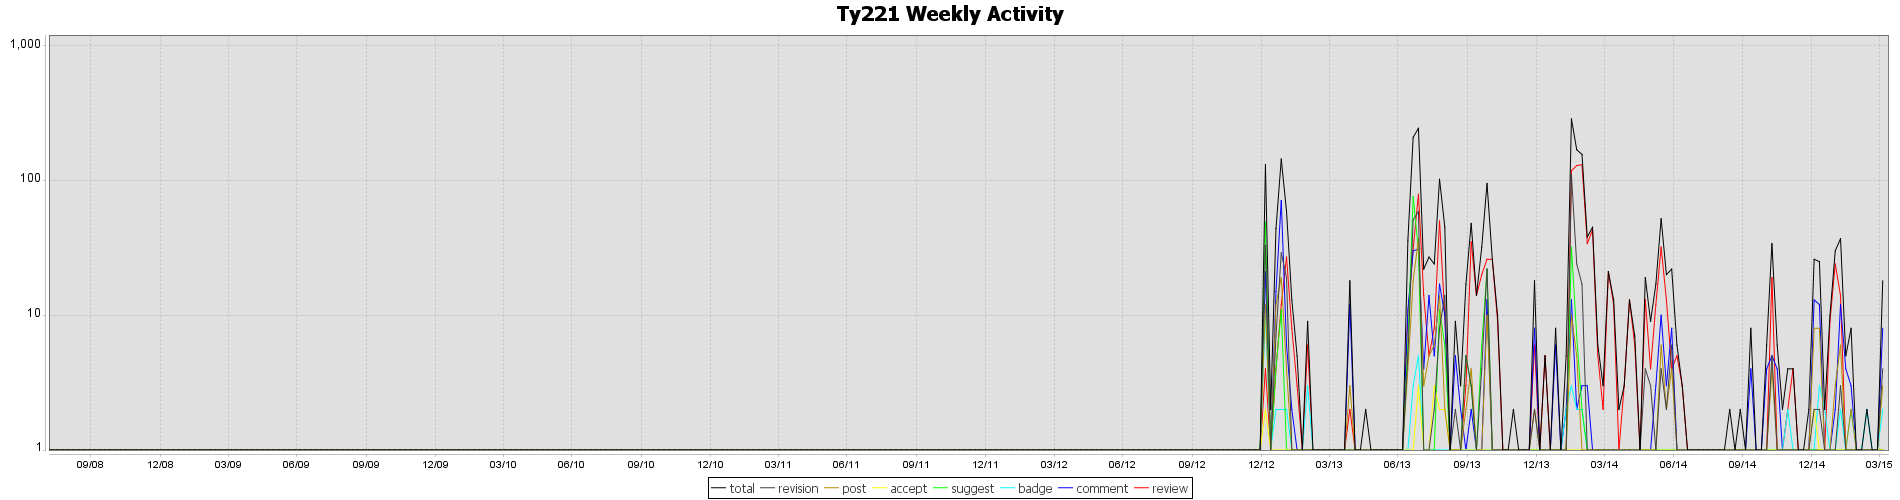 Ty221 Weekly Activity
1,000
100
10
1
09/08 12/08 03/09 06/09 09/09 12/09 03/10 06/10 09/10 12/10 03/11 06/11 09/11 12/11 03/12 06/12 09/12 12/12 03/13 06/13 09/13 12/13 03/14 06/14 09/14 12/14 03/15
total revision post accept suggest badge comment review